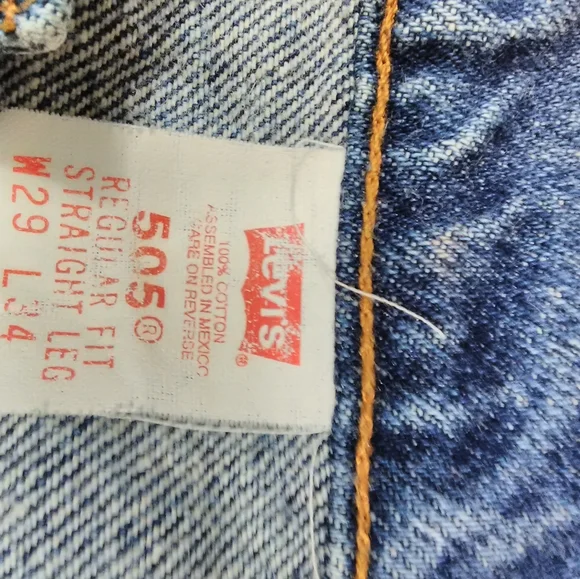 Levi's®
100% COTTON
ASSEMBLED IN MEXICO
CARE ON REVERSE
505®
REGULAR FIT
STRAIGHT LEG
W29 L34